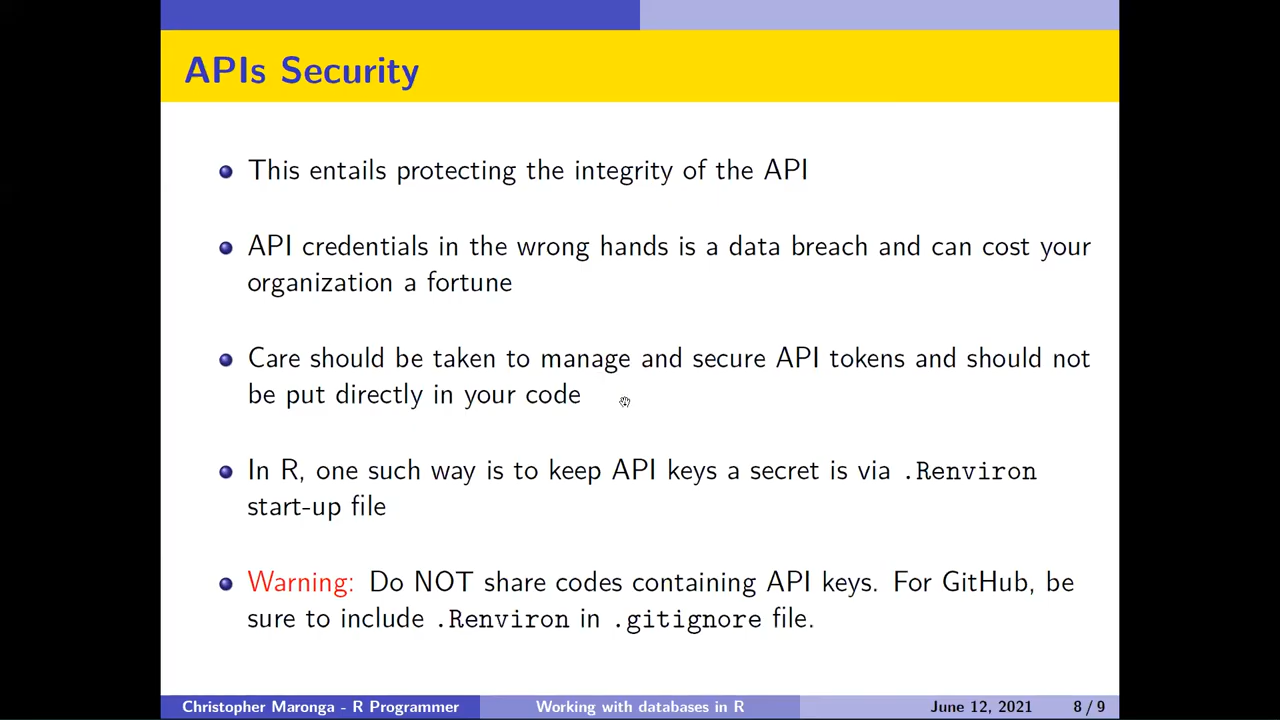 APIs Security
This entails protecting the integrity of the API
API credentials in the wrong hands is a data breach and can cost your
organization a fortune
Care should be taken to manage and secure API tokens and should not
be put directly in your code
In R, one such way is to keep API keys a secret is via .Renviron
start-up file
Warning: Do NOT share codes containing API keys. For GitHub, be
sure to include .Renviron in .gitignore file.
Christopher Maronga - R Programmer Working with databases in R June 12, 2021 8 / 9